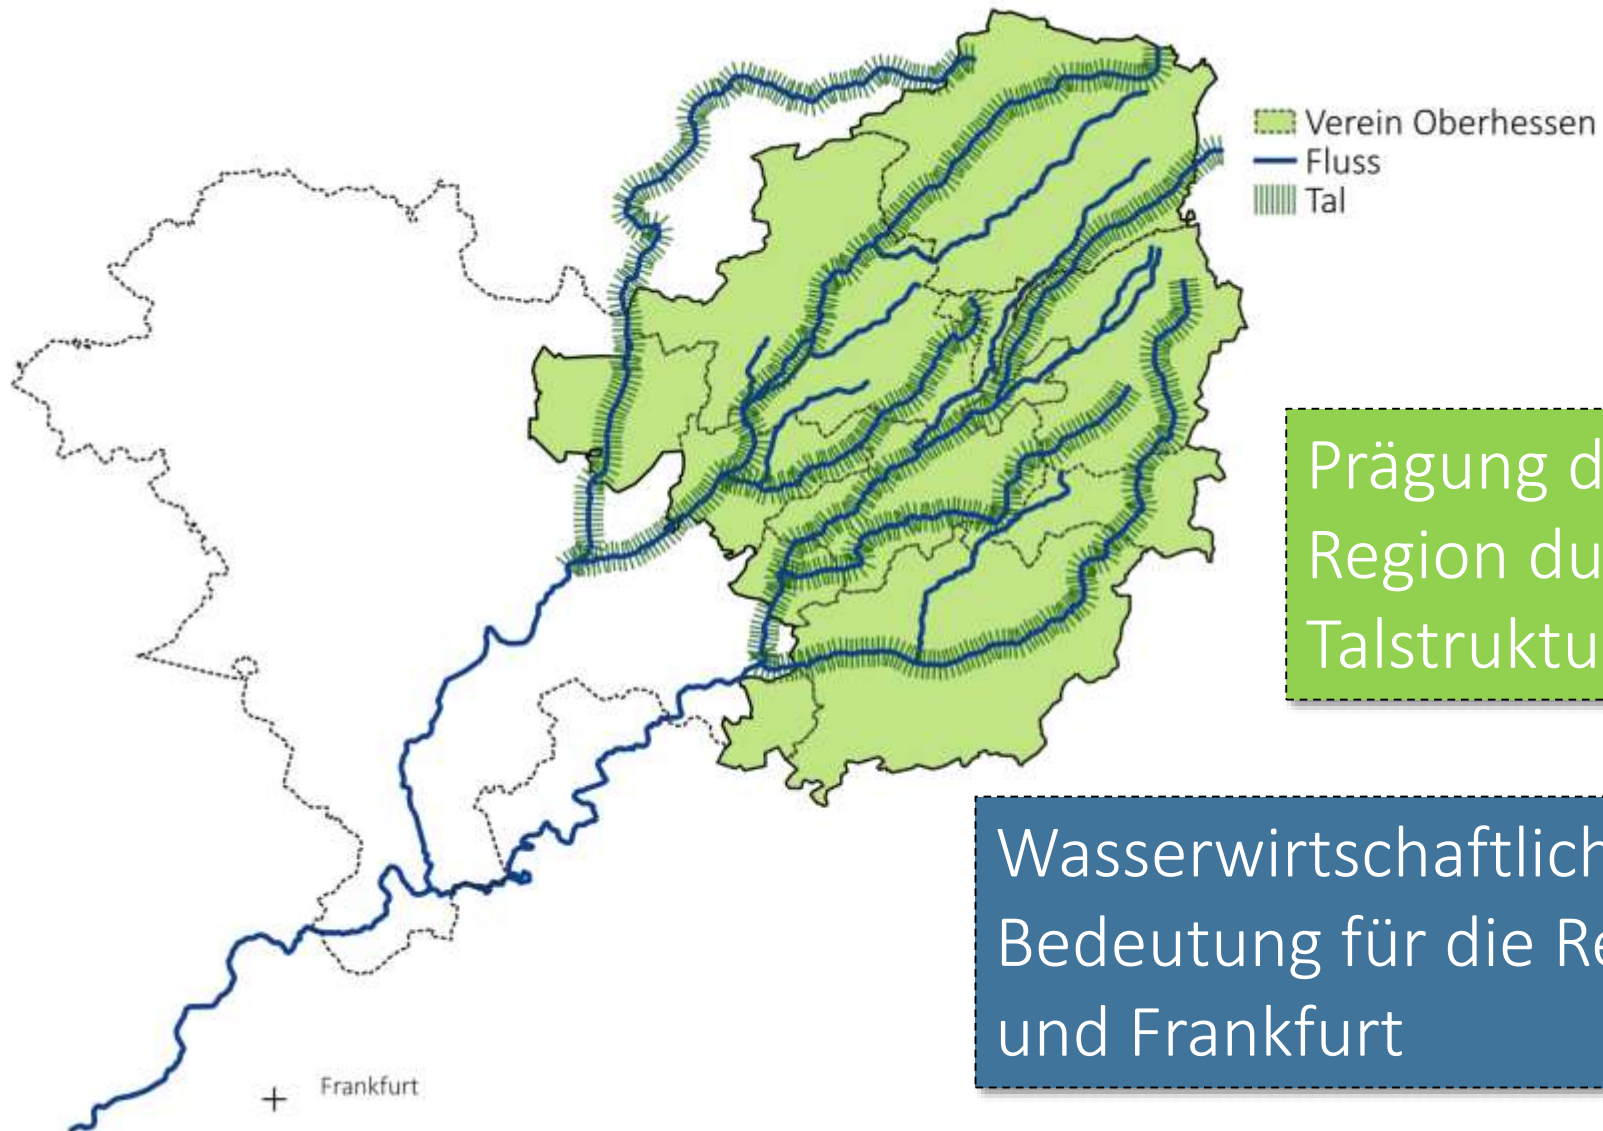 Verein Oberhessen
Fluss
Tal
Prägung d
Region du
Talstruktu
Wasserwirtschaftlich
Bedeutung für die Re
und Frankfurt
Frankfurt